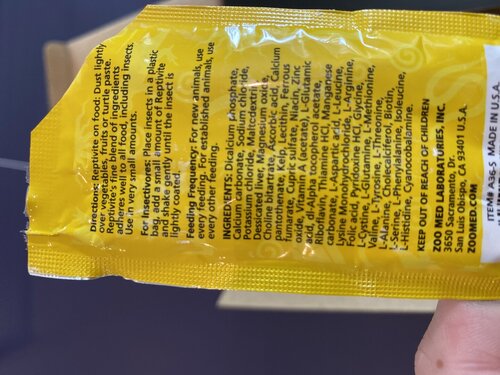 Directions: Reptivite on food: Dust lightly
over vegetables, fruits or turtle paste.
Reptivite's fine blend of ingredients
adheres well to all food, including insects.
Use in very small amounts.
For Insectivores: Place insects in a plastic
bag with a small amount of Reptivite
and shake gently until the insect is
lightly coated.
Feeding Frequency: For new animals, use
every feeding. For established animals, use
every other feeding.
INGREDIENTS: Dicalcium phosphate,
Calcium carbonate, Sodium chloride,
Potassium chloride, Maltodextrin,
Dessicated liver, Magnesium oxide,
Choline bitartrate, Ascorbic acid, Calcium
pantothenate, Inositol, Lecithin, Ferrous
fumarate, Cupric sulfate, Niacin, Zinc
oxide, Vitamin A (acetate), L-Glutamic
acid, d-Alpha tocopherol acetate,
Riboflavin, Thiamine HCl, Manganese
carbonate, L-Aspartic acid, L-Leucine,
Lysine Monohydrochloride, L-Arginine,
Folic acid, Pyridoxine HCl, Glycine,
L-Cystine, L-Glutamine, L-Methionine,
Valine, L-Tyrosine, Threonine, L-Proline,
L-Alanine, Cholecalciferol, Biotin,
L-Serine, L-Phenylalanine, Isoleucine,
L-Histidine, Cyanocobalamine.
KEEP OUT OF REACH OF CHILDREN
ZOO MED LABORATORIES, INC.
3650 Sacramento, Dr.
San Luis Obispo, CA 93401 U.S.A.
ZOOMED.COM
ITEM# A36-5 MADE IN U.S.A.